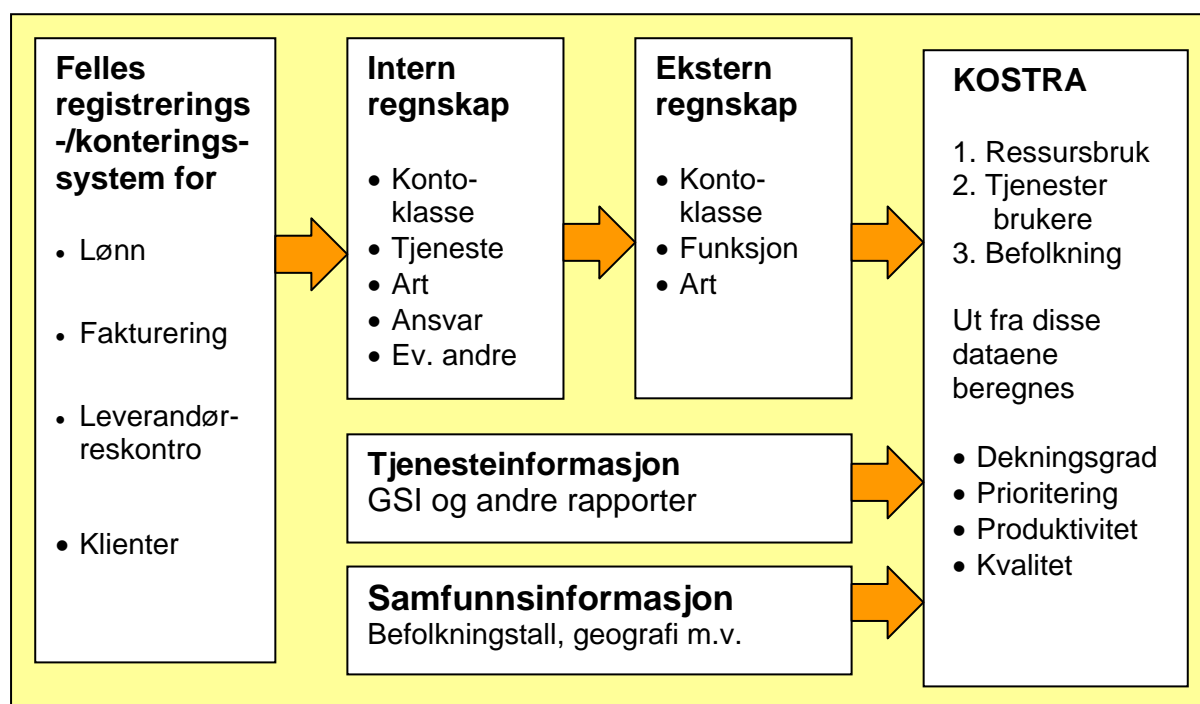 Felles
registrerings
-/konterings-
system for
• Lønn
• Fakturering
• Leverandør-
reskontro
• Klienter
Intern
regnskap
• Konto-
klasse
• Tjeneste
• Art
• Ansvar
• Ev. andre
Ekstern
regnskap
• Konto-
klasse
• Funksjon
• Art
Tjenesteinformasjon
GSI og andre rapporter
Samfunnsinformasjon
Befolkningstall, geografi m.v.
KOSTRA
1. Ressursbruk
2. Tjenester
brukere
3. Befolkning
Ut fra disse
dataene
beregnes
• Dekningsgrad
• Prioritering
• Produktivitet
• Kvalitet